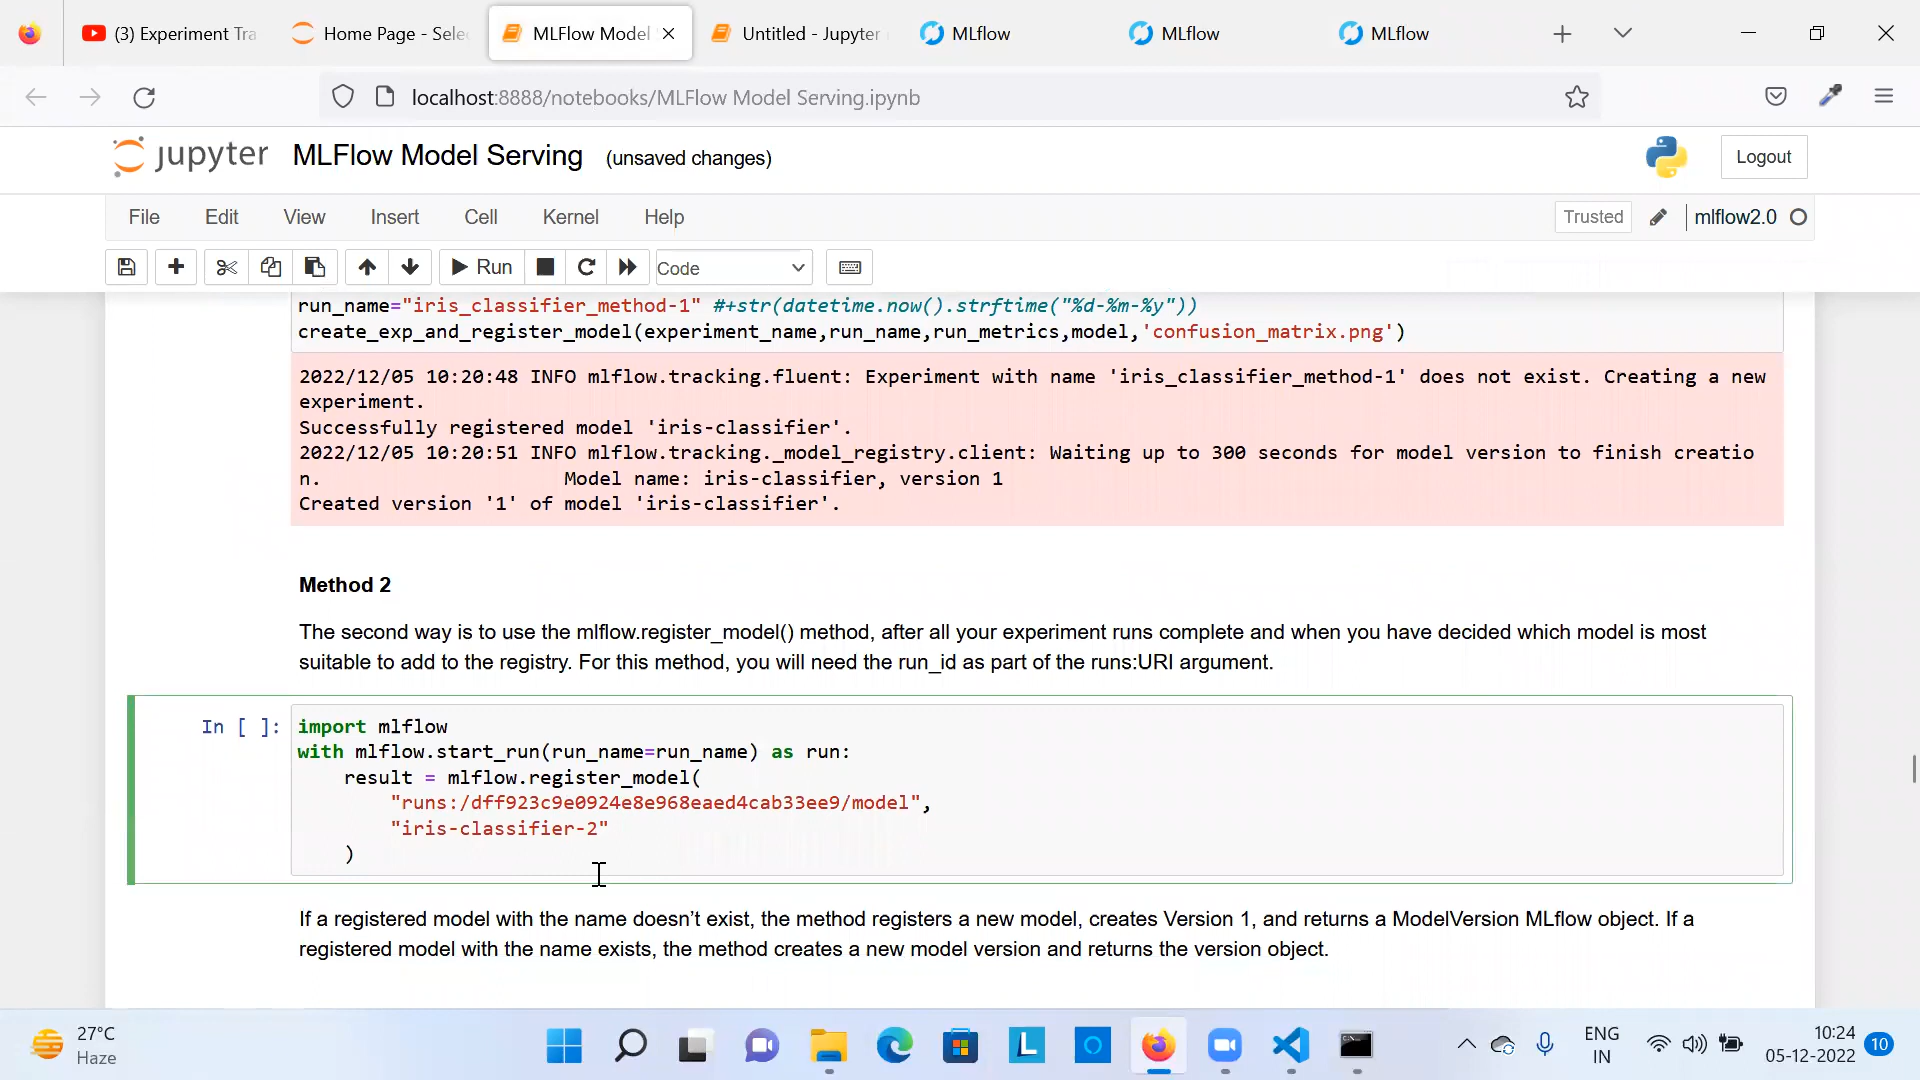 (3) Experiment Tra
Home Page - Sele
MLFlow Model
Untitled - Jupyter
MLflow
MLflow
MLflow
localhost:8888/notebooks/MLFlow Model Serving.ipynb
jupyter
MLFlow Model Serving
(unsaved changes)
Logout
File
Edit
View
Insert
Cell
Kernel
Help
Trusted
mlflow2.0
Run
Code
run_name="iris_classifier_method-1" #+str(datetime.now().strftime("%d-%m-%y"))
create_exp_and_register_model(experiment_name,run_name,run_metrics,model,'confusion_matrix.png')
2022/12/05 10:20:48 INFO mlflow.tracking.fluent: Experiment with name 'iris_classifier_method-1' does not exist. Creating a new
experiment.
Successfully registered model 'iris-classifier'.
2022/12/05 10:20:51 INFO mlflow.tracking._model_registry.client: Waiting up to 300 seconds for model version to finish creatio
n. Model name: iris-classifier, version 1
Created version '1' of model 'iris-classifier'.
Method 2
The second way is to use the mlflow.register_model() method, after all your experiment runs complete and when you have decided which model is most
suitable to add to the registry. For this method, you will need the run_id as part of the runs:URI argument.
In [ ]:
import mlflow
with mlflow.start_run(run_name=run_name) as run:
result = mlflow.register_model(
"runs:/dff923c9e0924e8e968eaed4cab33ee9/model",
"iris-classifier-2"
)
If a registered model with the name doesn’t exist, the method registers a new model, creates Version 1, and returns a ModelVersion MLflow object. If a
registered model with the name exists, the method creates a new model version and returns the version object.
27°C
Haze
L
ENG
IN
10:24
05-12-2022
10